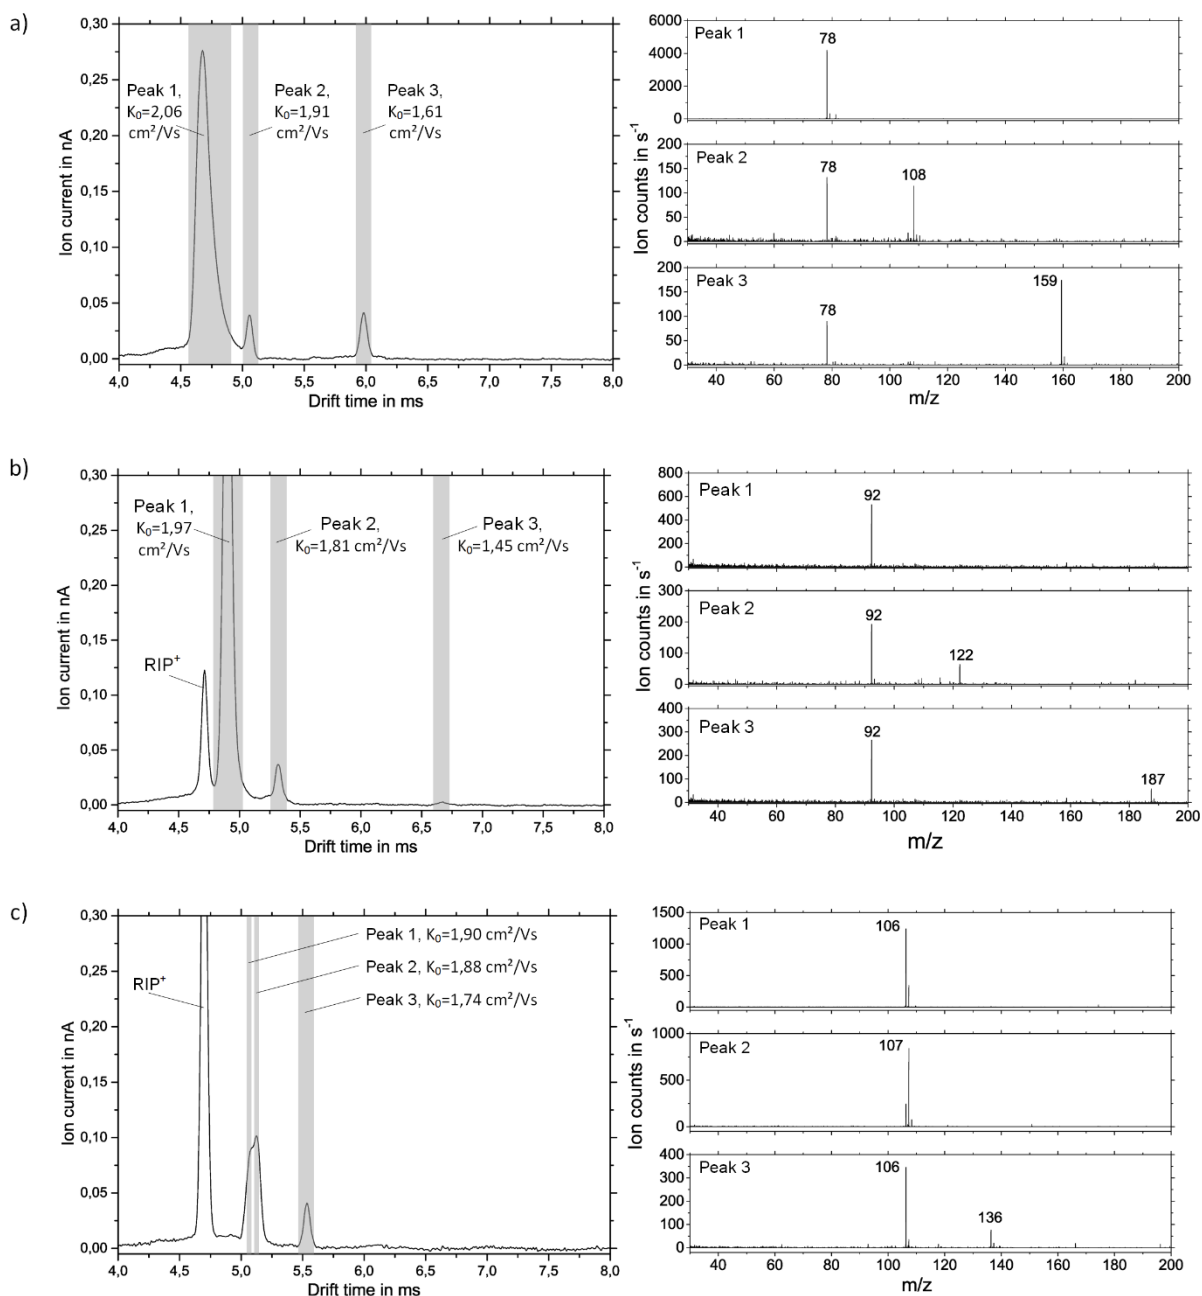 a)
Ion current in nA
0,30
0,25
0,20
0,15
0,10
0,05
0,00
Peak 1,
K₀=2,06
cm²/Vs
Peak 2,
K₀=1,91
cm²/Vs
Peak 3,
K₀=1,61
cm²/Vs
4,0 4,5 5,0 5,5 6,0 6,5 7,0 7,5 8,0
Drift time in ms
Ion counts in s⁻¹
Peak 1
6000
4000
2000
0
78
Peak 2
200
150
100
50
0
78 108
Peak 3
200
150
100
50
0
78 159
40 60 80 100 120 140 160 180 200
m/z
b)
Ion current in nA
0,30
0,25
0,20
0,15
0,10
0,05
0,00
Peak 1,
K₀=1,97
cm²/Vs
Peak 2,
K₀=1,81 cm²/Vs
Peak 3,
K₀=1,45 cm²/Vs
RIP⁺
4,0 4,5 5,0 5,5 6,0 6,5 7,0 7,5 8,0
Drift time in ms
Ion counts in s⁻¹
Peak 1
800
600
400
200
0
92
Peak 2
300
200
100
0
92 122
Peak 3
400
300
200
100
0
92 187
40 60 80 100 120 140 160 180 200
m/z
c)
Ion current in nA
0,30
0,25
0,20
0,15
0,10
0,05
0,00
RIP⁺
Peak 1, K₀=1,90 cm²/Vs
Peak 2, K₀=1,88 cm²/Vs
Peak 3, K₀=1,74 cm²/Vs
4,0 4,5 5,0 5,5 6,0 6,5 7,0 7,5 8,0
Drift time in ms
Ion counts in s⁻¹
Peak 1
1500
1000
500
0
106
Peak 2
1000
500
0
107
Peak 3
400
300
200
100
0
106 136
40 60 80 100 120 140 160 180 200
m/z